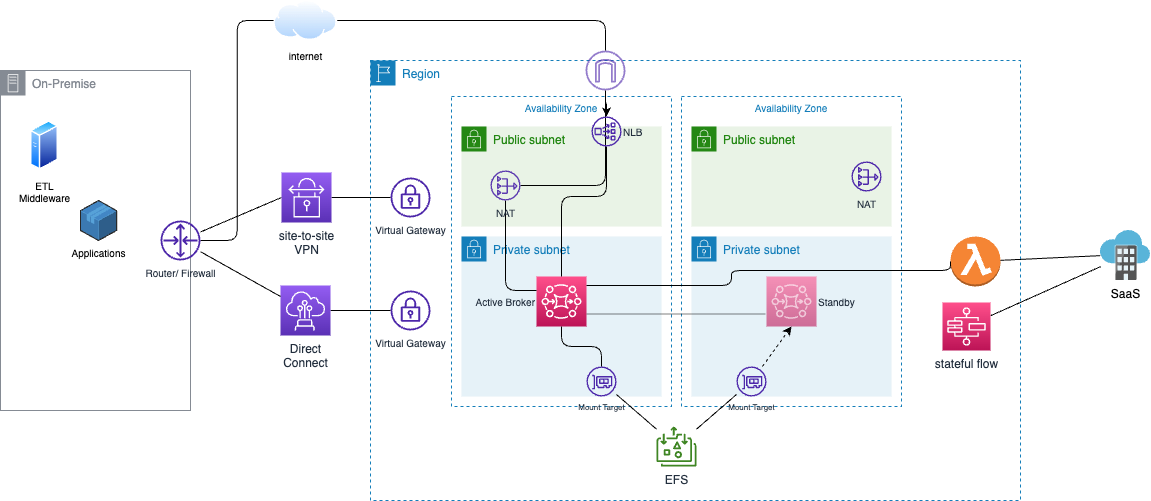 internet
On-Premise
Region
Availability Zone
Availability Zone
NLB
Public subnet
Public subnet
ETL
Middleware
NAT
NAT
Applications
site-to-site
VPN
Virtual Gateway
Private subnet
Private subnet
Router/ Firewall
Active Broker
Standby
SaaS
Direct
Connect
Virtual Gateway
stateful flow
Mount Target
Mount Target
EFS